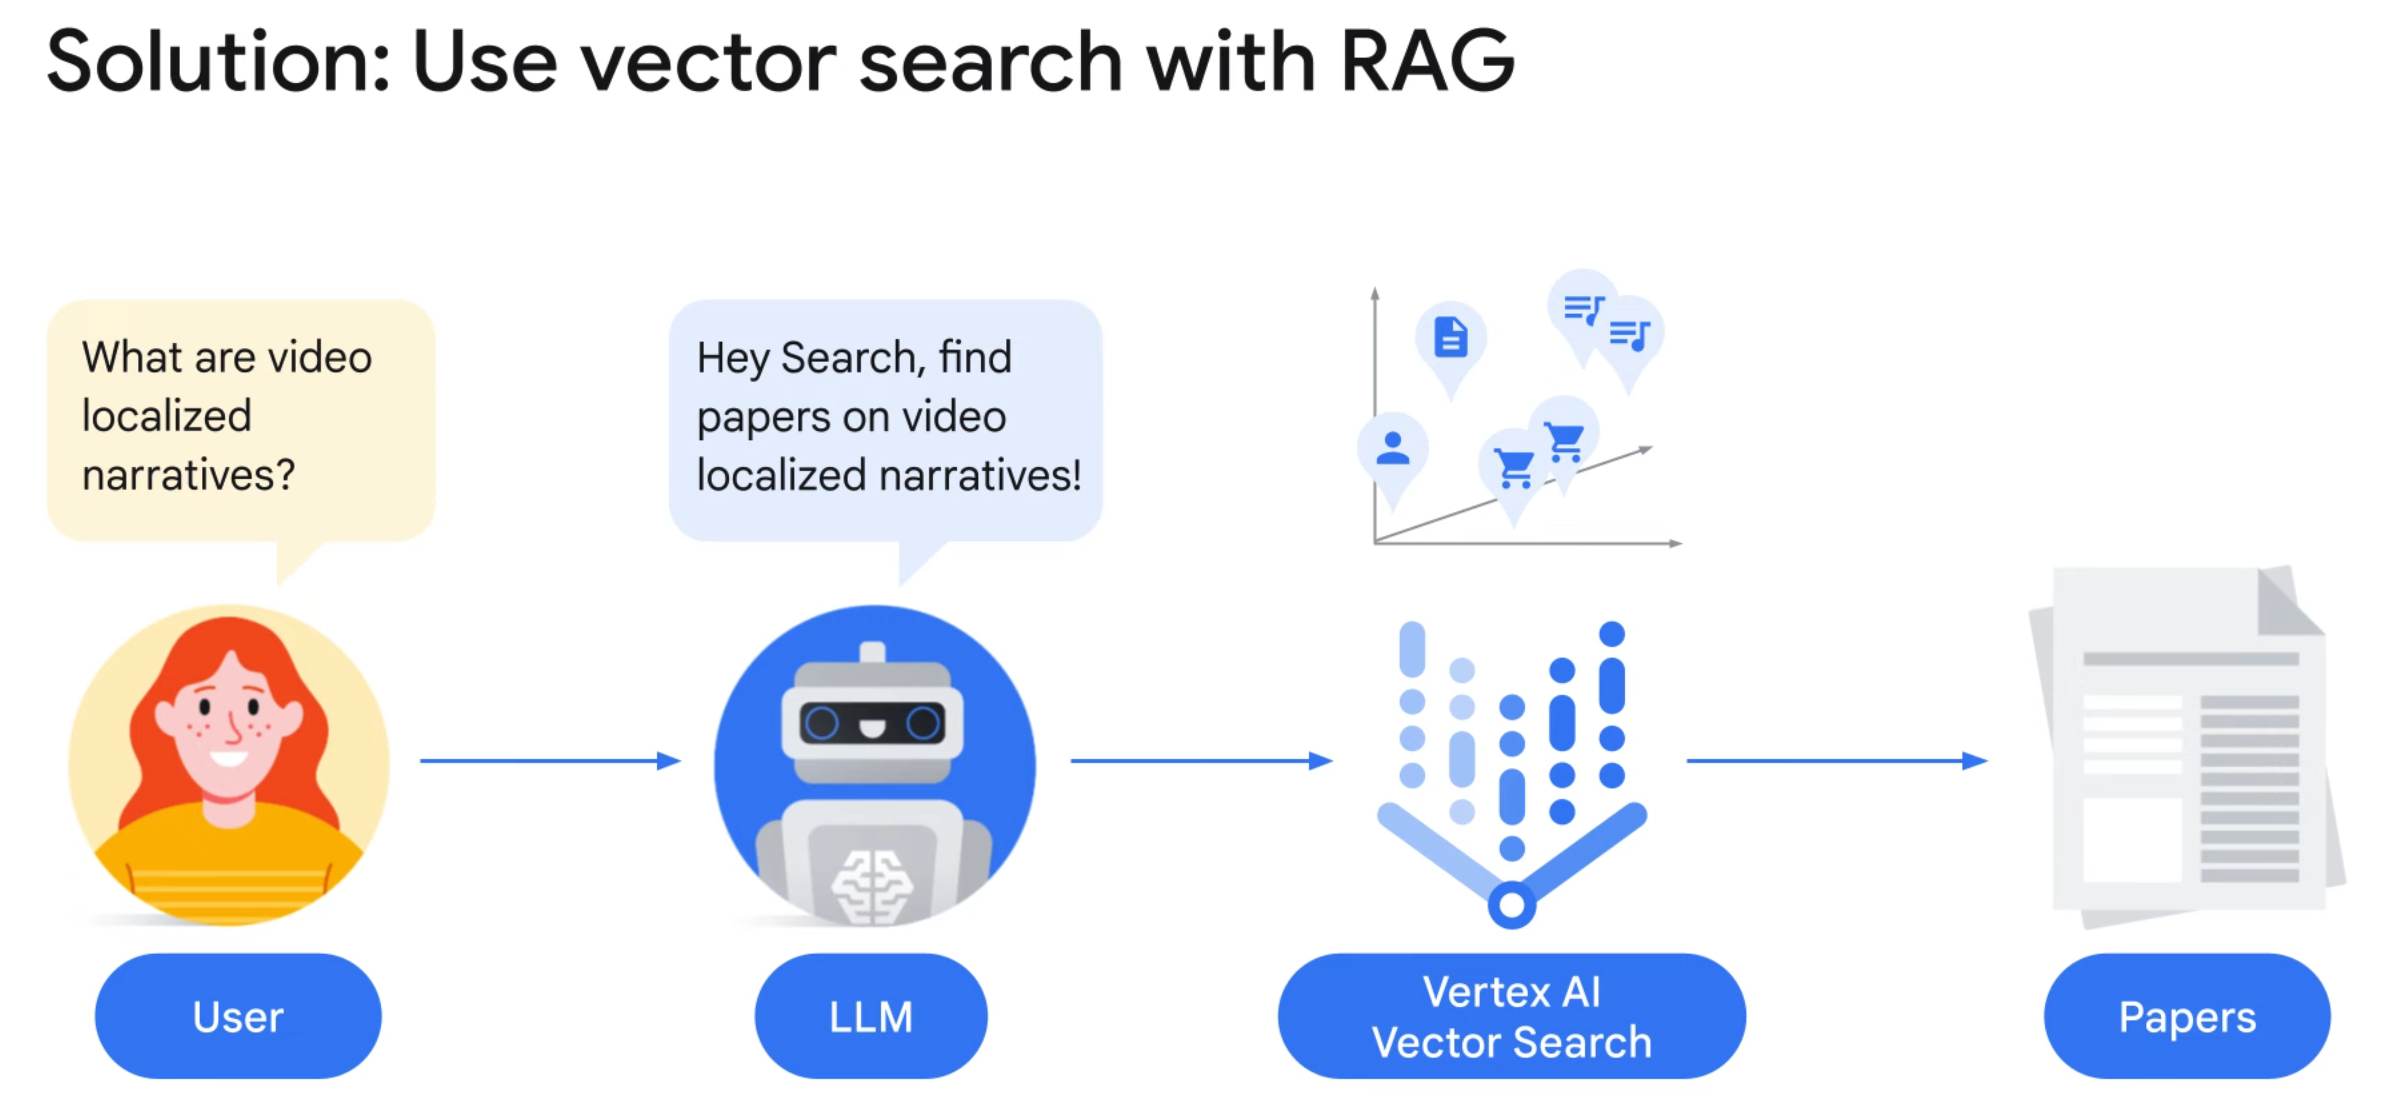 Solution: Use vector search with RAG
What are video
localized
narratives?
Hey Search, find
papers on video
localized narratives!
User
LLM
Vertex AI
Vector Search
Papers